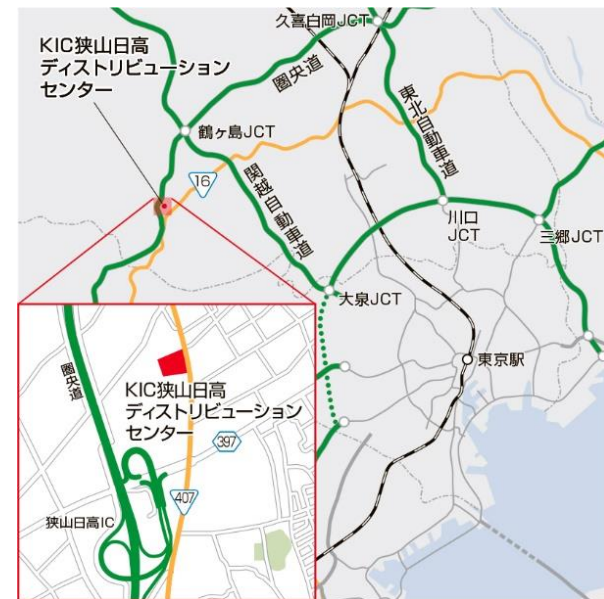 久喜白岡JCT
KIC狭山日高
ディストリビューション
センター
圏央道
東北自動車道
鶴ヶ島JCT
16
関越自動車道
川口
JCT
三郷JCT
大泉JCT
東京駅
圏央道
KIC狭山日高
ディストリビューション
センター
397
407
狭山日高IC